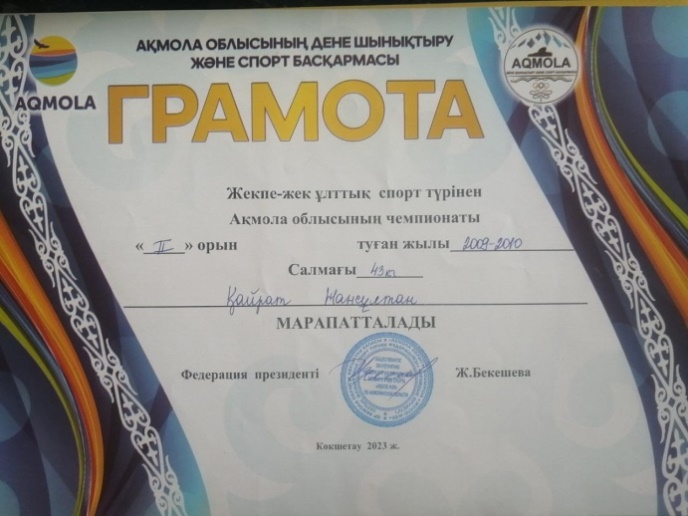 АҚМОЛА ОБЛЫСЫНЫҢ ДЕНЕ ШЫНЫҚТЫРУ
ЖӘНЕ СПОРТ БАСҚАРМАСЫ
AQMOLA
AQMOLA
ГРАМОТА
Жекпе-жек ұлттық спорт түрінен
Ақмола облысының чемпионаты
« II » орын туған жылы 2009-2010
Салмағы 43кг
Қайрат Жансұлтан
МАРАПАТТАЛАДЫ
Федерация президенті Ж.Бекешева
Көкшетау 2023 ж.